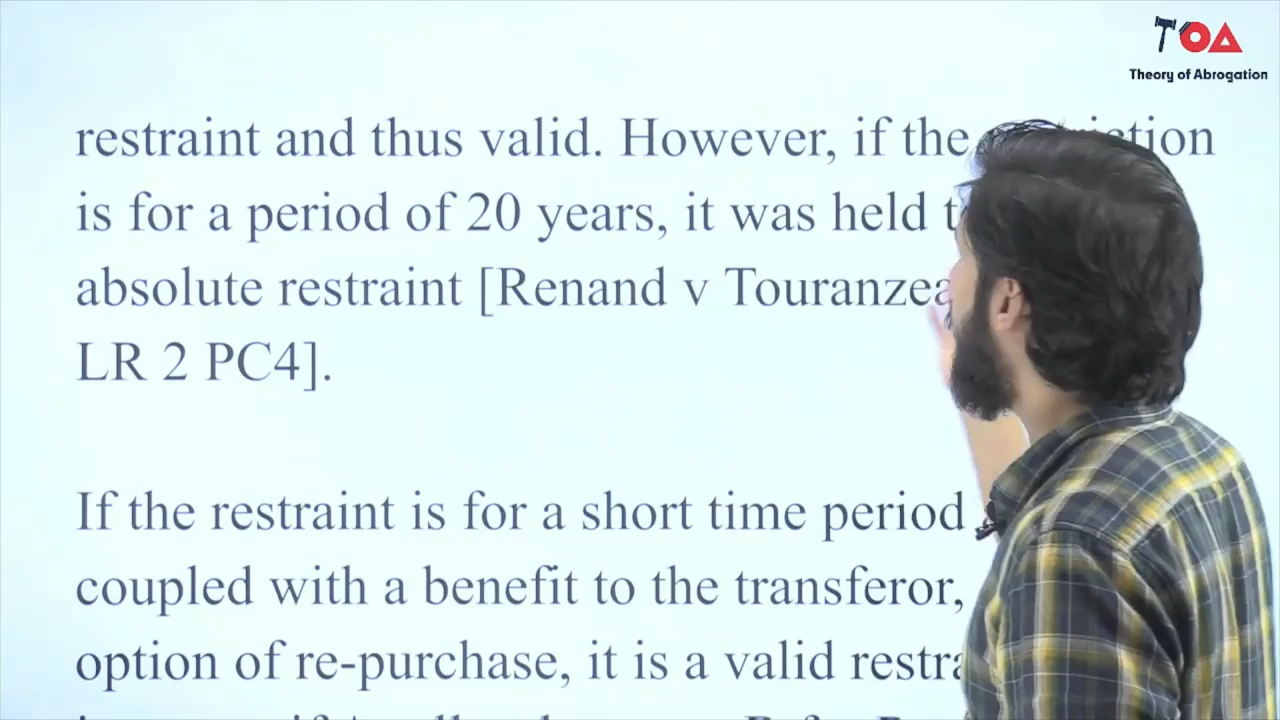 TOA
Theory of Abrogation
restraint and thus valid. However, if the
is for a period of 20 years, it was held
absolute restraint [Renand v
LR 2 PC4].
If the restraint is for a short time period
coupled with a benefit to the transferor,
option of re-purchase, it is a valid